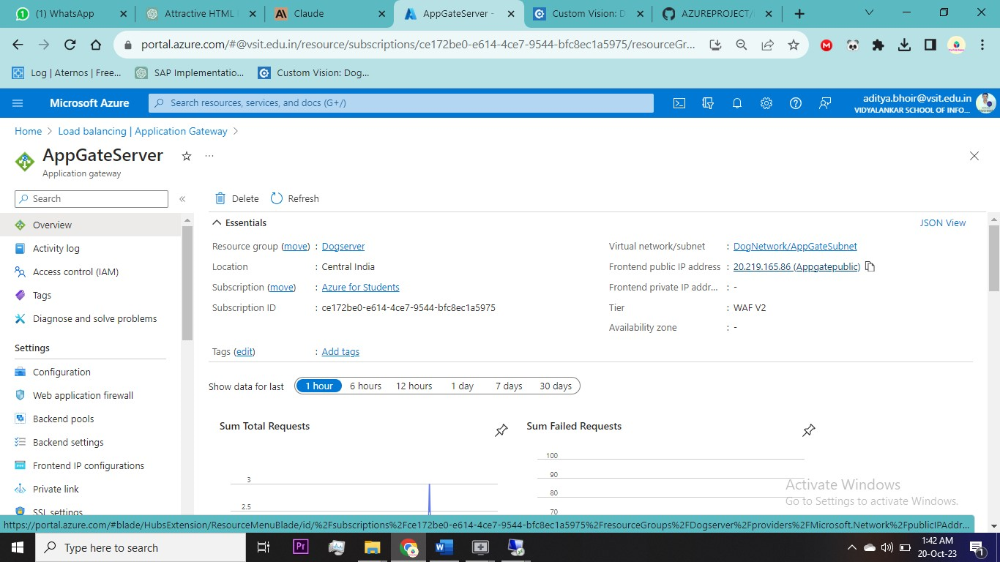 (1) WhatsApp
Attractive HTML
Claude
AppGateServer -
Custom Vision: D
AZUREPROJECT/
portal.azure.com/#@vsit.edu.in/resource/subscriptions/ce172be0-e614-4ce7-9544-bfc8ec1a5975/resourceGr...
Log | Aternos | Free...
SAP Implementatio...
Custom Vision: Dog...
Microsoft Azure
Search resources, services, and docs (G+/)
aditya.bhoir@vsit.edu.in
VIDYALANKAR SCHOOL OF INFO...
Home > Load balancing | Application Gateway >
AppGateServer
Application gateway
Search
Overview
Activity log
Access control (IAM)
Tags
Diagnose and solve problems
Settings
Configuration
Web application firewall
Backend pools
Backend settings
Frontend IP configurations
Private link
SSL settings
Delete
Refresh
Essentials
JSON View
Resource group (move) : Dogserver
Location : Central India
Subscription (move) : Azure for Students
Subscription ID : ce172be0-e614-4ce7-9544-bfc8ec1a5975
Virtual network/subnet : DogNetwork/AppGateSubnet
Frontend public IP address : 20.219.165.86 (Appgatepublic)
Frontend private IP addr... : -
Tier : WAF V2
Availability zone : -
Tags (edit) : Add tags
Show data for last 1 hour 6 hours 12 hours 1 day 7 days 30 days
Sum Total Requests
3
2.5
Sum Failed Requests
100
90
80
70
Activate Windows
Go to Settings to activate Windows.
https://portal.azure.com/#blade/HubsExtension/ResourceMenuBlade/id/%2Fsubscriptions%2Fce172be0-e614-4ce7-9544-bfc8ec1a5975%2FresourceGroups%2FDogserver%2Fproviders%2FMicrosoft.Network%2FpublicIPAddr...
Type here to search
Pr
1:42 AM
20-Oct-23
1